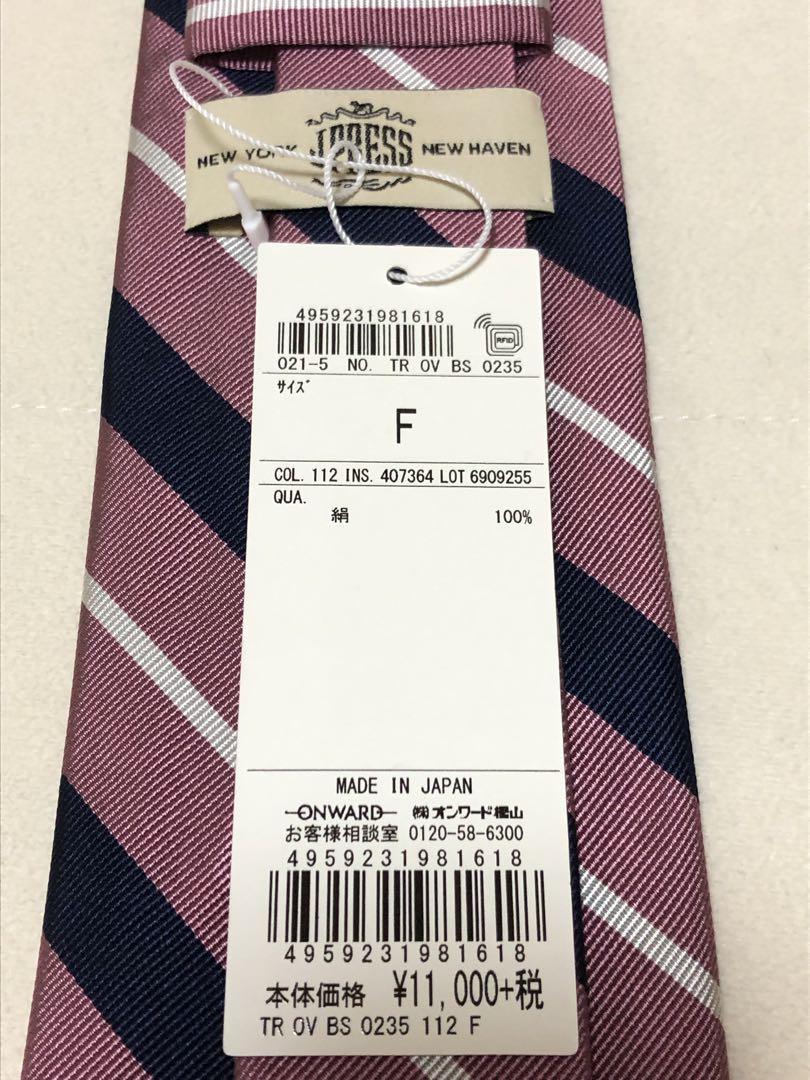 NEW YORK J.PRESS NEW HAVEN
4959231981618
RFID
021-5 NO. TR OV BS 0235
サイズ
F
COL. 112 INS. 407364 LOT 6909255
QUA.
絹 100%
MADE IN JAPAN
ONWARD ㈱オンワード樫山
お客様相談室 0120-58-6300
4959231981618
4959231981618
本体価格 ¥11,000+税
TR OV BS 0235 112 F